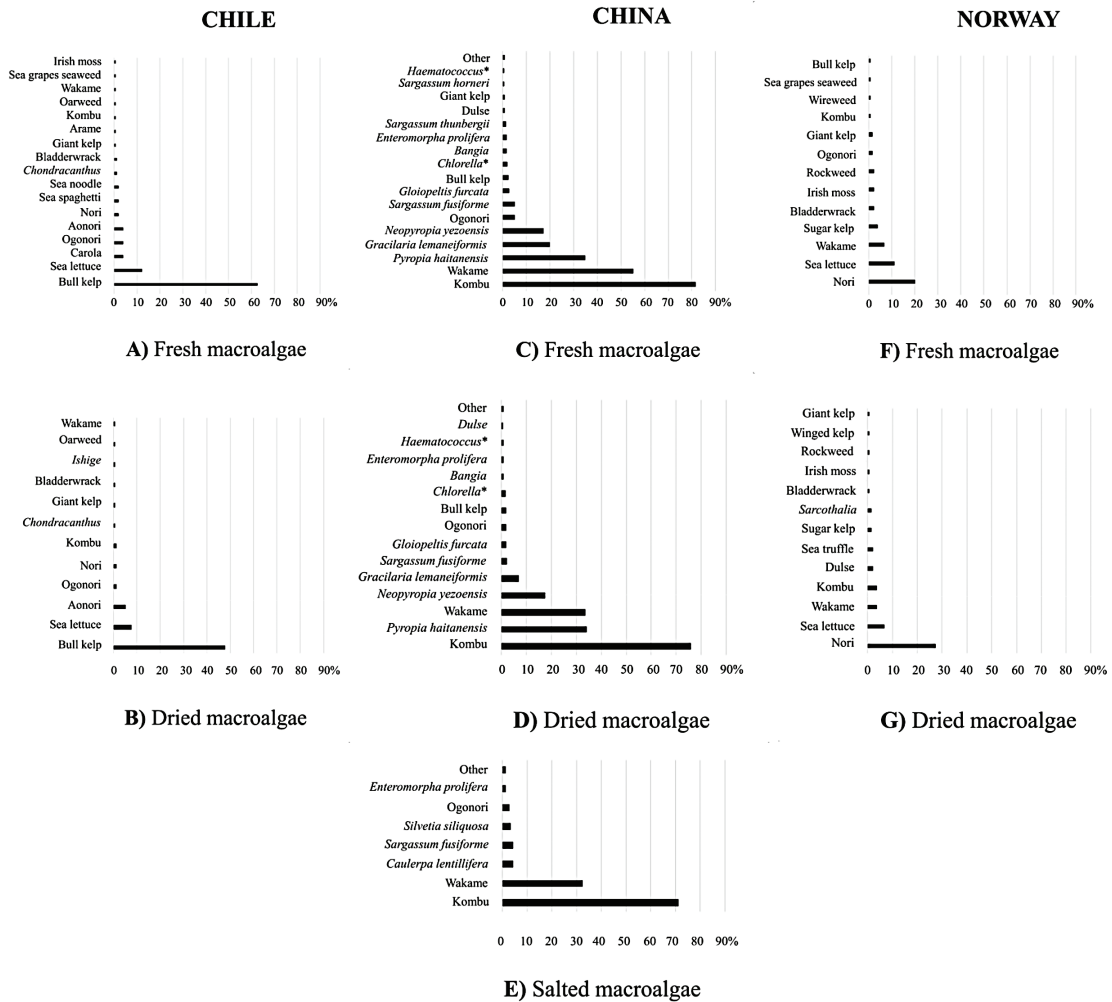 CHILE
Irish moss
Sea grapes seaweed
Wakame
Oarweed
Kombu
Arame
Giant kelp
Bladderwrack
Chondracanthus
Sea noodle
Sea spaghetti
Nori
Aonori
Ogonori
Carola
Sea lettuce
Bull kelp
0 10 20 30 40 50 60 70 80 90%
A) Fresh macroalgae
Wakame
Oarweed
Ishige
Bladderwrack
Giant kelp
Chondracanthus
Kombu
Nori
Ogonori
Aonori
Sea lettuce
Bull kelp
0 10 20 30 40 50 60 70 80 90%
B) Dried macroalgae
CHINA
Other
Haematococcus*
Sargassum horneri
Giant kelp
Dulse
Sargassum thunbergii
Enteromorpha prolifera
Bangia
Chlorella*
Bull kelp
Gloiopeltis furcata
Sargassum fusiforme
Ogonori
Neopyropia yezoensis
Gracilaria lemaneiformis
Pyropia haitanensis
Wakame
Kombu
0 10 20 30 40 50 60 70 80 90%
C) Fresh macroalgae
Other
Dulse
Haematococcus*
Enteromorpha prolifera
Bangia
Chlorella*
Bull kelp
Ogonori
Gloiopeltis furcata
Sargassum fusiforme
Gracilaria lemaneiformis
Neopyropia yezoensis
Wakame
Pyropia haitanensis
Kombu
0 10 20 30 40 50 60 70 80 90%
D) Dried macroalgae
Other
Enteromorpha prolifera
Ogonori
Silvetia siliquosa
Sargassum fusiforme
Caulerpa lentillifera
Wakame
Kombu
0 10 20 30 40 50 60 70 80 90%
E) Salted macroalgae
NORWAY
Bull kelp
Sea grapes seaweed
Wireweed
Kombu
Giant kelp
Ogonori
Rockweed
Irish moss
Bladderwrack
Sugar kelp
Wakame
Sea lettuce
Nori
0 10 20 30 40 50 60 70 80 90%
F) Fresh macroalgae
Giant kelp
Winged kelp
Rockweed
Irish moss
Bladderwrack
Sarcothalia
Sugar kelp
Sea truffle
Dulse
Kombu
Wakame
Sea lettuce
Nori
0 10 20 30 40 50 60 70 80 90%
G) Dried macroalgae